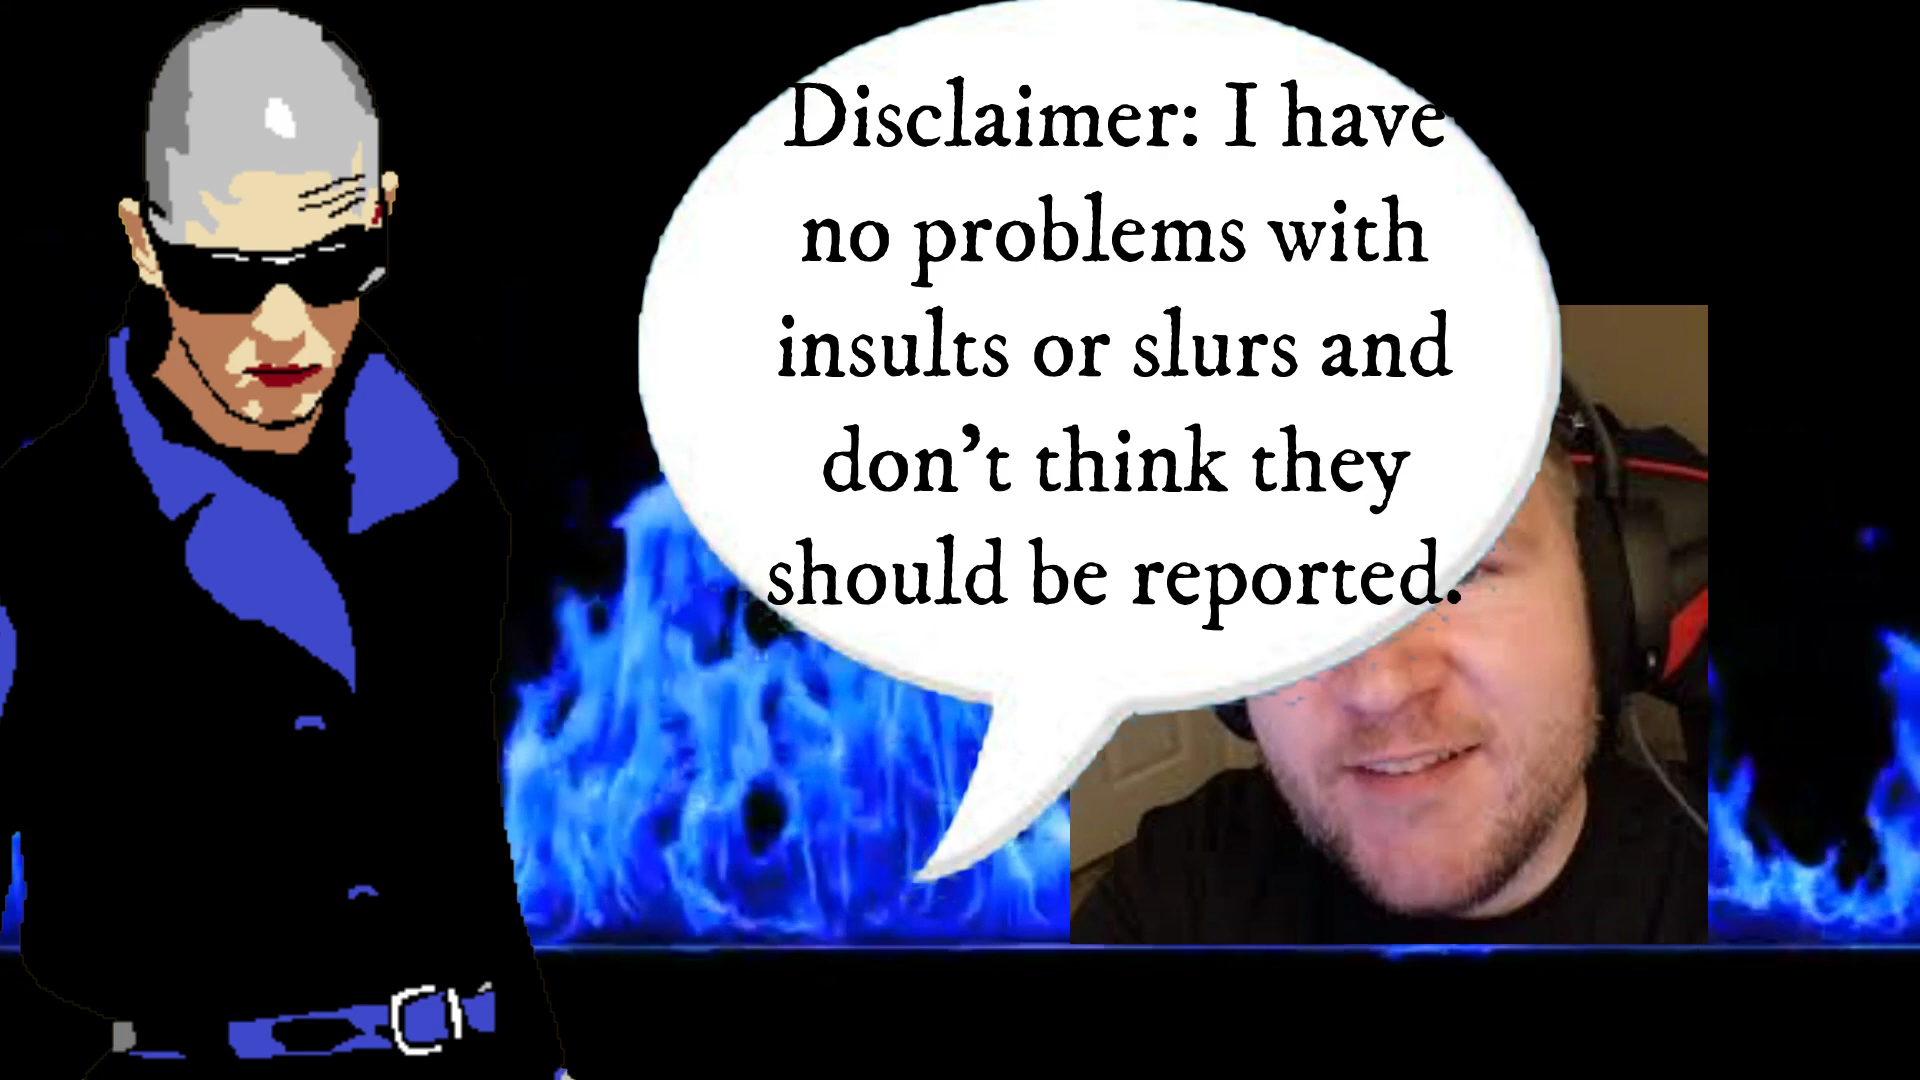 Disclaimer: I have
no problems with
insults or slurs and
don't think they
should be reported.